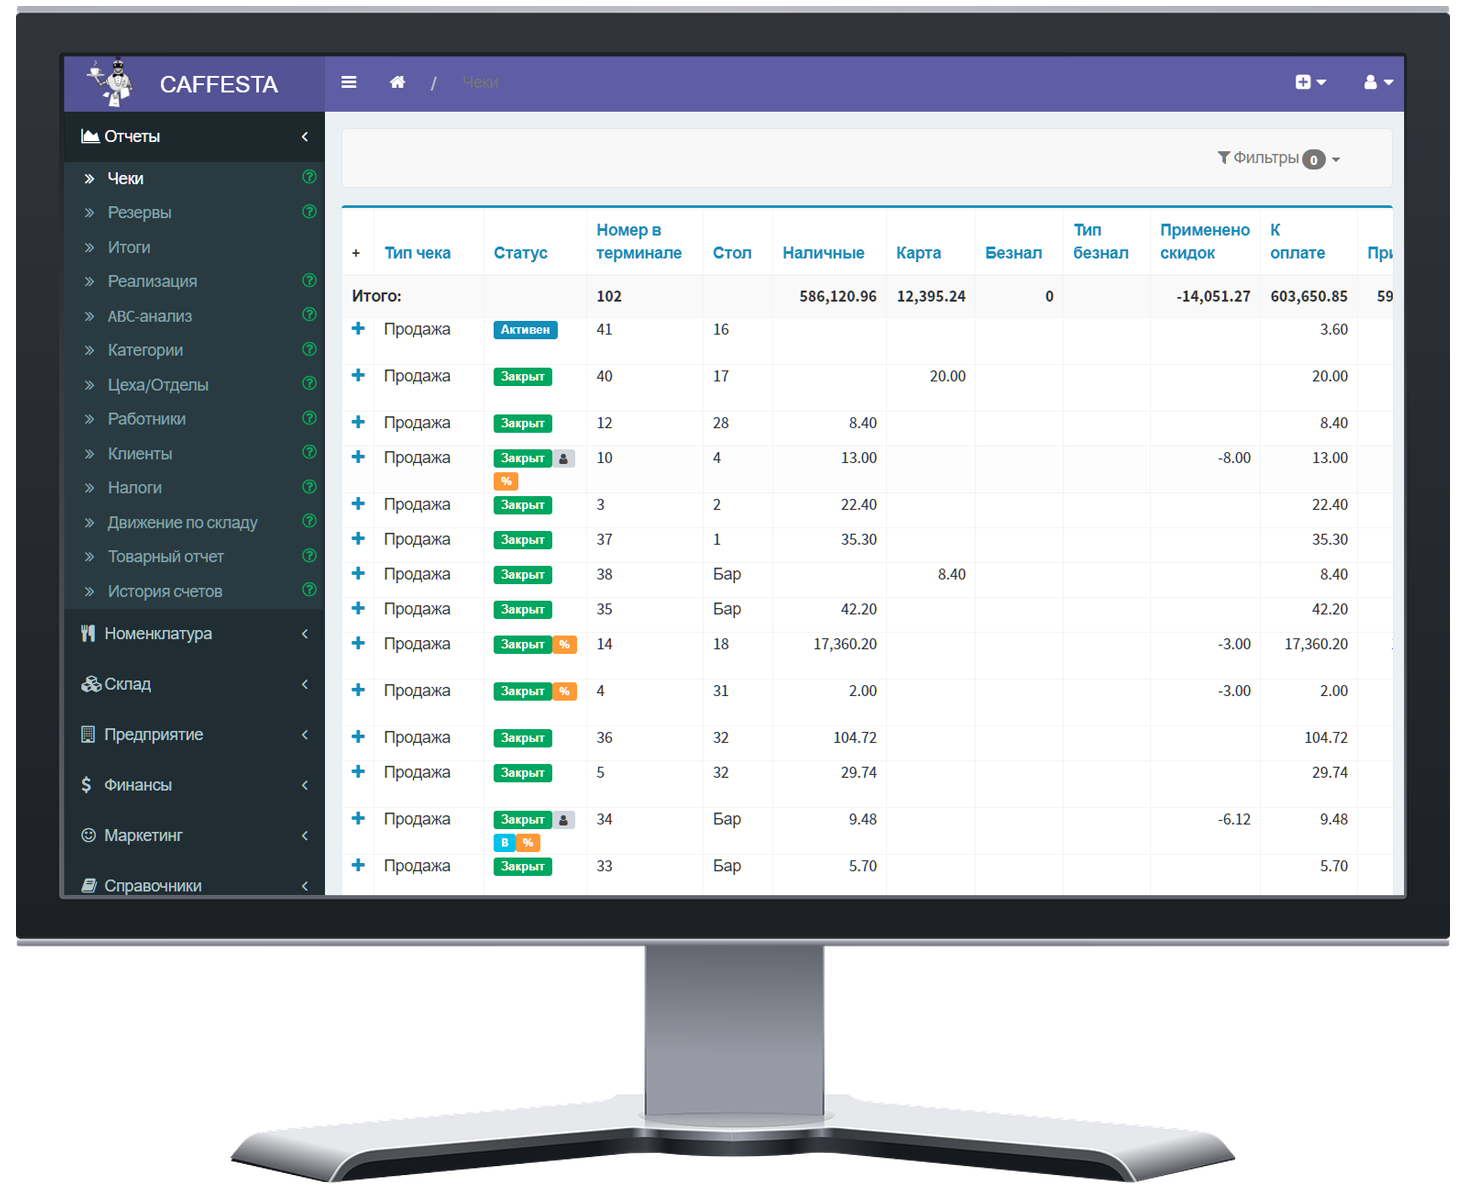 CAFFESTA
/ Чеки
Отчеты
Чеки
Резервы
Итоги
Реализация
ABC-анализ
Категории
Цеха/Отделы
Работники
Клиенты
Налоги
Движение по складу
Товарный отчет
История счетов
Номенклатура
Склад
Предприятие
Финансы
Маркетинг
Справочники
Фильтры 0
+ Тип чека Статус Номер в терминале Стол Наличные Карта Безнал Тип безнал Применено скидок К оплате При
Итого: 102 586,120.96 12,395.24 0 -14,051.27 603,650.85 59
Продажа Активен 41 16 3.60
Продажа Закрыт 40 17 20.00 20.00
Продажа Закрыт 12 28 8.40 8.40
Продажа Закрыт 10 4 13.00 -8.00 13.00
%
Продажа Закрыт 3 2 22.40 22.40
Продажа Закрыт 37 1 35.30 35.30
Продажа Закрыт 38 Бар 8.40 8.40
Продажа Закрыт 35 Бар 42.20 42.20
Продажа Закрыт % 14 18 17,360.20 -3.00 17,360.20
Продажа Закрыт % 4 31 2.00 -3.00 2.00
Продажа Закрыт 36 32 104.72 104.72
Продажа Закрыт 5 32 29.74 29.74
Продажа Закрыт 34 Бар 9.48 -6.12 9.48
В %
Продажа Закрыт 33 Бар 5.70 5.70